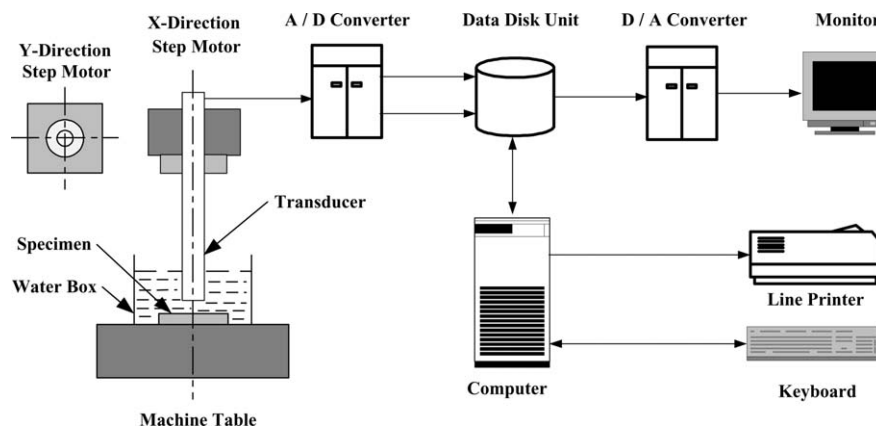 X-Direction
Step Motor
A / D Converter
Data Disk Unit
D / A Converter
Monitor
Y-Direction
Step Motor
Transducer
Specimen
Water Box
Line Printer
Computer
Keyboard
Machine Table